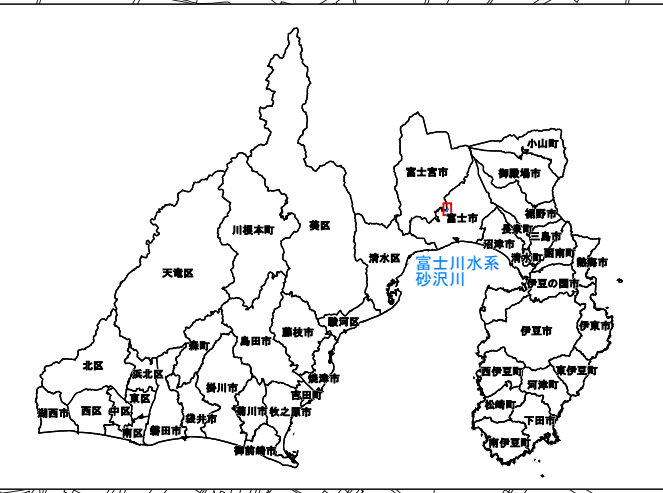 小山町
富士宮市
御殿場市
裾野市
富士市
長泉町
三島市
葵区
川根本町
沼津市
函南町
清水区
清水町
熱海市
富士川水系
砂沢川
天竜区
伊豆の国市
駿河区
伊東市
藤枝市
伊豆市
島田市
森町
北区
西伊豆町
東伊豆町
浜北区
焼津市
河津町
掛川市
吉田町
東区
松崎町
湖西市
西区
中区
菊川市
牧之原市
袋井市
下田市
南区
磐田市
南伊豆町
御前崎市